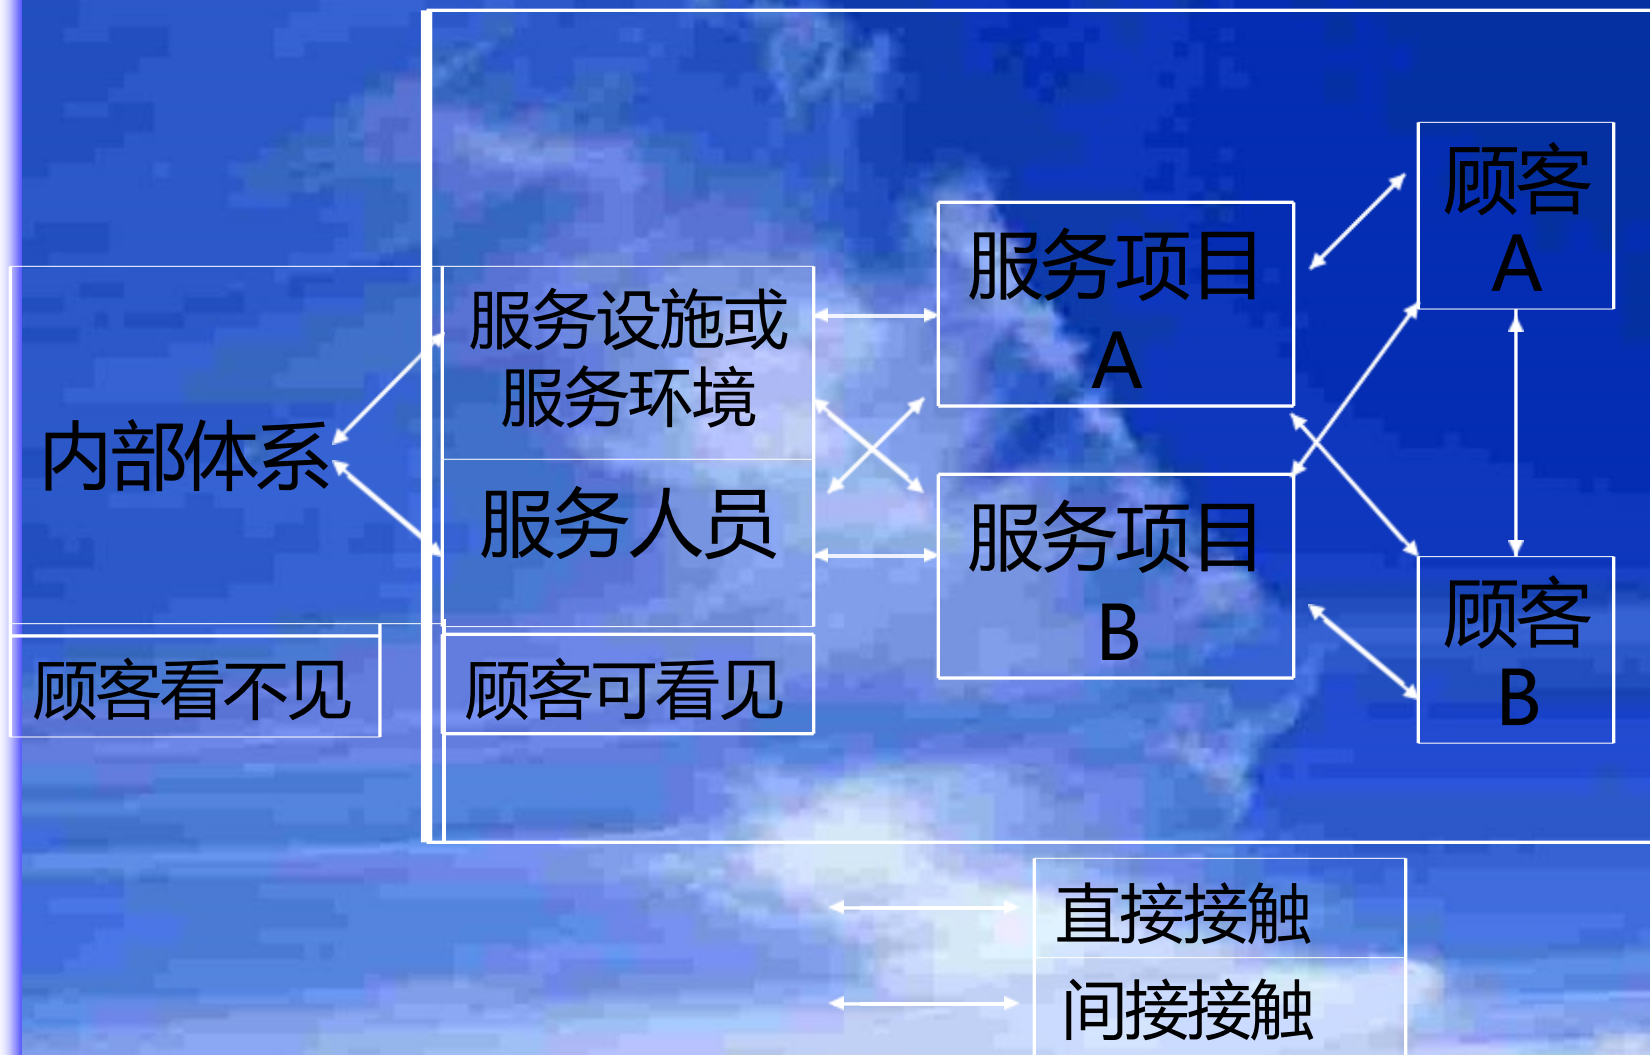 内部体系
顾客看不见
服务设施或
服务环境
服务人员
顾客可看见
服务项目
A
服务项目
B
顾客
A
顾客
B
直接接触
间接接触